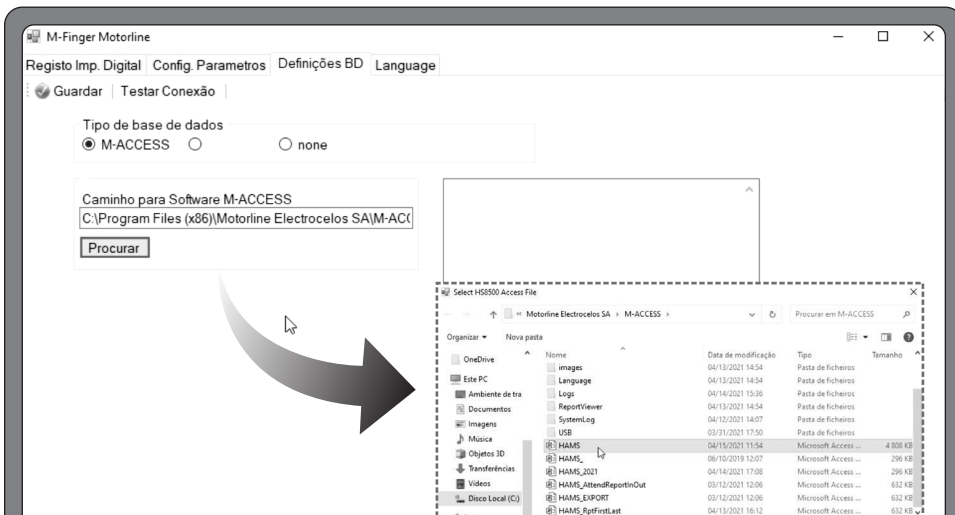 M-Finger Motorline
Registo Imp. Digital Config. Parametros Definições BD Language
Guardar Testar Conexão
Tipo de base de dados
M-ACCESS none
Caminho para Software M-ACCESS
C:\Program Files (x86)\Motorline Electrocelos SA\M-AC
Procurar
Select HS8500 Access File
« Motorline Electrocelos SA › M-ACCESS › Procurar em M-ACCESS
Organizar Nova pasta
OneDrive
Este PC
Ambiente de tra
Documentos
Imagens
Música
Objetos 3D
Transferências
Vídeos
Disco Local (C:)
Nome Data de modificação Tipo Tamanho
images 04/13/2021 14:54 Pasta de ficheiros
Language 04/13/2021 14:54 Pasta de ficheiros
Logs 04/14/2021 15:36 Pasta de ficheiros
ReportViewer 04/13/2021 14:54 Pasta de ficheiros
SystemLog 04/12/2021 14:07 Pasta de ficheiros
USB 03/31/2021 17:50 Pasta de ficheiros
HAMS 04/15/2021 11:54 Microsoft Access ... 4 808 KB
HAMS_ 06/10/2019 12:07 Microsoft Access ... 296 KB
HAMS_2021 04/14/2021 17:08 Microsoft Access ... 296 KB
HAMS_AttendReportInOut 03/12/2021 12:06 Microsoft Access ... 632 KB
HAMS_EXPORT 03/12/2021 12:06 Microsoft Access ... 632 KB
HAMS_RptFirstLast 04/13/2021 16:12 Microsoft Access ... 632 KB